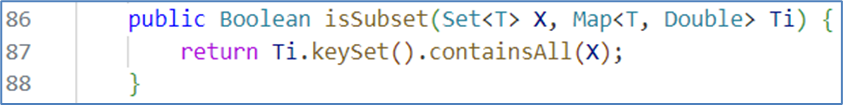 86 public Boolean isSubset(Set<T> X, Map<T, Double> Ti) {
87 return Ti.keySet().containsAll(X);
88 }